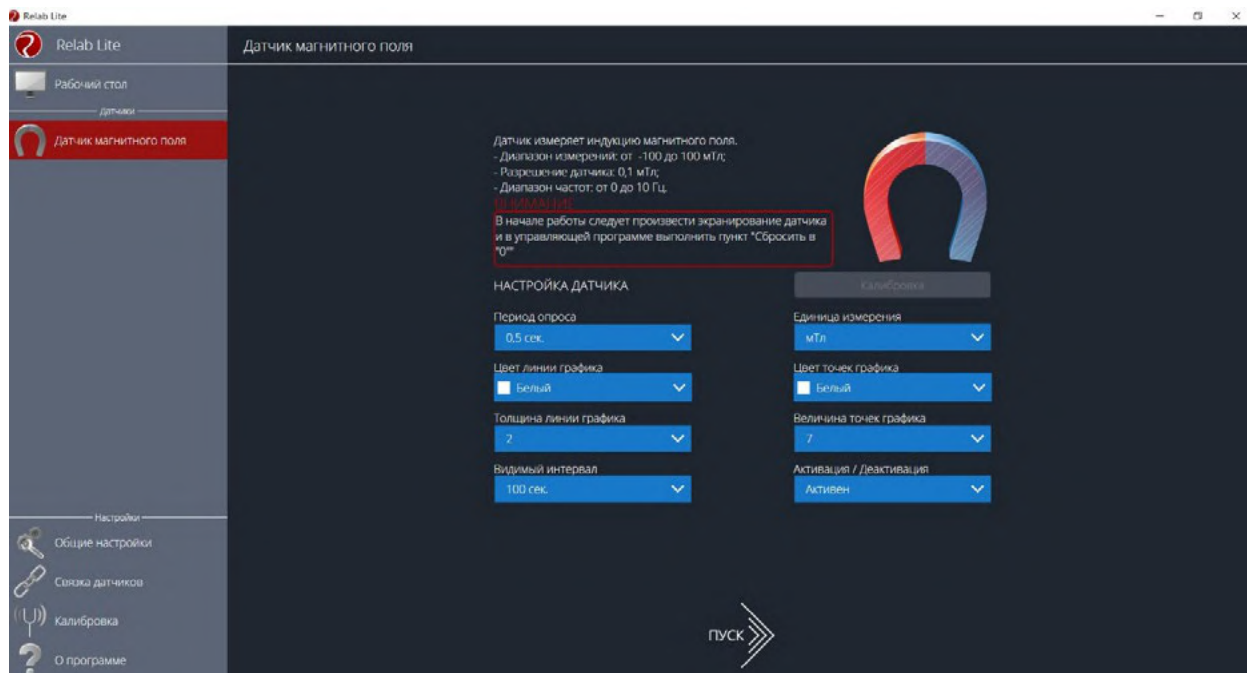 Relab Lite
Relab Lite
Датчик магнитного поля
Рабочий стол
Датчики
Датчик магнитного поля
Датчик измеряет индукцию магнитного поля.
- Диапазон измерений: от -100 до 100 мТл;
- Разрешение датчика: 0,1 мТл;
- Диапазон частот: от 0 до 10 Гц.
ВНИМАНИЕ
В начале работы следует произвести экранирование датчика
и в управляющей программе выполнить пункт "Сбросить в
"0""
НАСТРОЙКА ДАТЧИКА
Калибровка
Период опроса
Единица измерения
0,5 сек.
мТл
Цвет линии графика
Цвет точек графика
Белый
Белый
Толщина линии графика
Величина точек графика
2
7
Видимый интервал
Активация / Деактивация
100 сек.
Активен
Настройки
Общие настройки
Связка датчиков
Калибровка
О программе
ПУСК